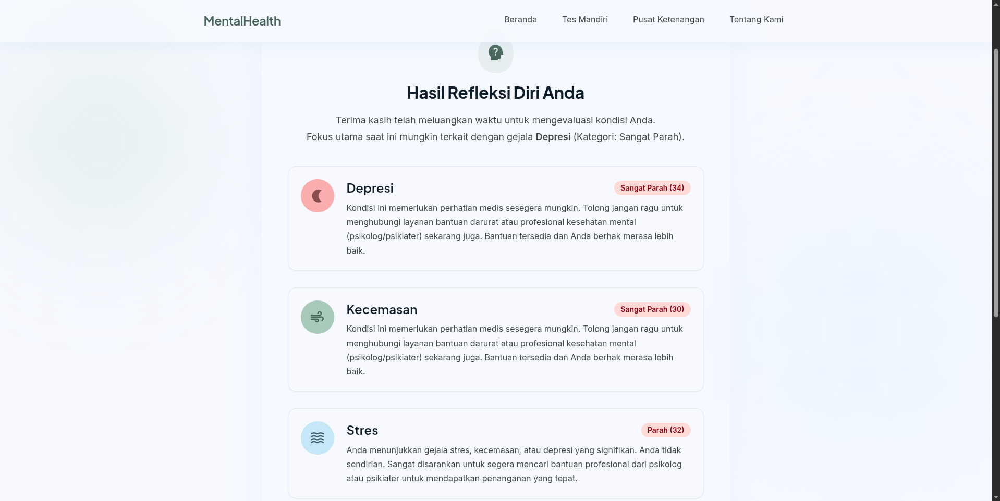 MentalHealth
Beranda
Tes Mandiri
Pusat Ketenangan
Tentang Kami
Hasil Refleksi Diri Anda
Terima kasih telah meluangkan waktu untuk mengevaluasi kondisi Anda.
Fokus utama saat ini mungkin terkait dengan gejala Depresi (Kategori: Sangat Parah).
Depresi
Sangat Parah (34)
Kondisi ini memerlukan perhatian medis sesegera mungkin. Tolong jangan ragu untuk
menghubungi layanan bantuan darurat atau profesional kesehatan mental
(psikolog/psikiater) sekarang juga. Bantuan tersedia dan Anda berhak merasa lebih
baik.
Kecemasan
Sangat Parah (30)
Kondisi ini memerlukan perhatian medis sesegera mungkin. Tolong jangan ragu untuk
menghubungi layanan bantuan darurat atau profesional kesehatan mental
(psikolog/psikiater) sekarang juga. Bantuan tersedia dan Anda berhak merasa lebih
baik.
Stres
Parah (32)
Anda menunjukkan gejala stres, kecemasan, atau depresi yang signifikan. Anda tidak
sendirian. Sangat disarankan untuk segera mencari bantuan profesional dari psikolog
atau psikiater untuk mendapatkan penanganan yang tepat.